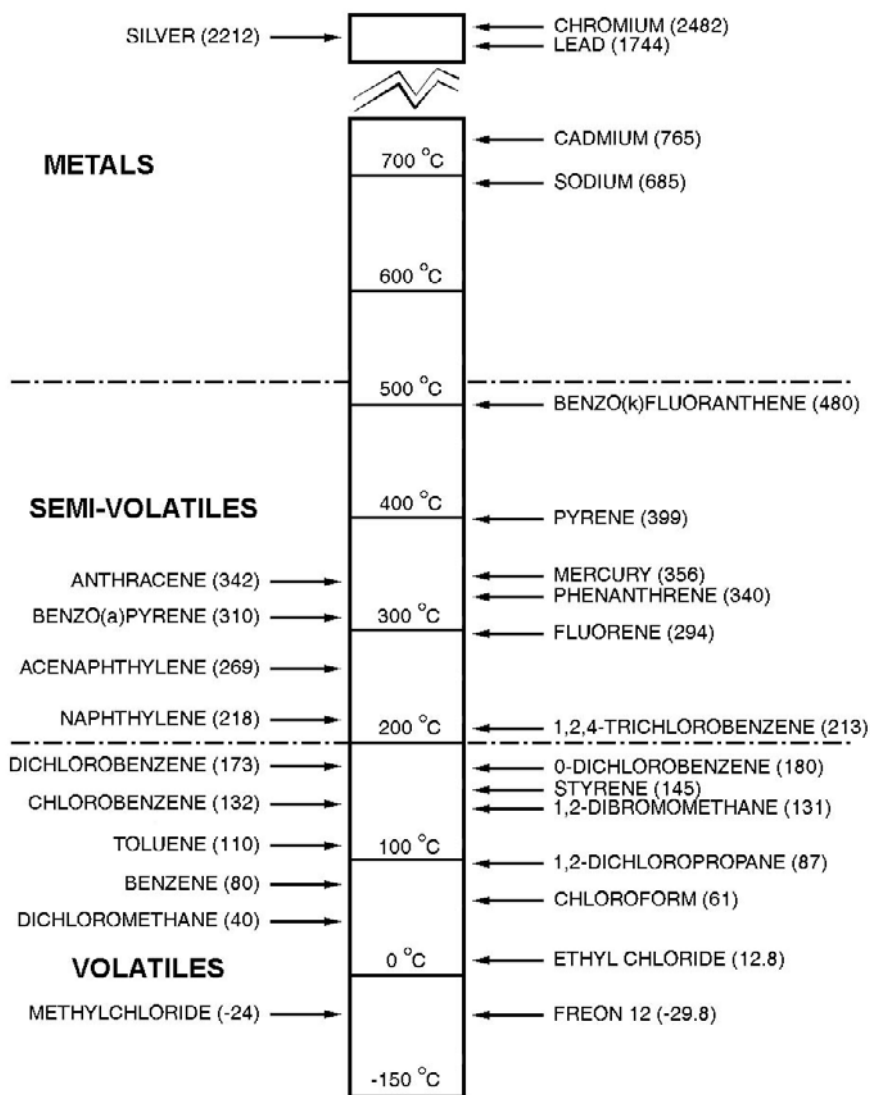 SILVER (2212)
CHROMIUM (2482)
LEAD (1744)
CADMIUM (765)
METALS
700 °C
SODIUM (685)
600 °C
500 °C
BENZO(k)FLUORANTHENE (480)
SEMI-VOLATILES
400 °C
PYRENE (399)
ANTHRACENE (342)
MERCURY (356)
PHENANTHRENE (340)
BENZO(a)PYRENE (310)
300 °C
FLUORENE (294)
ACENAPHTHYLENE (269)
NAPHTHYLENE (218)
200 °C
1,2,4-TRICHLOROBENZENE (213)
DICHLOROBENZENE (173)
0-DICHLOROBENZENE (180)
STYRENE (145)
CHLOROBENZENE (132)
1,2-DIBROMOMETHANE (131)
TOLUENE (110)
100 °C
1,2-DICHLOROPROPANE (87)
BENZENE (80)
CHLOROFORM (61)
DICHLOROMETHANE (40)
VOLATILES
0 °C
ETHYL CHLORIDE (12.8)
METHYLCHLORIDE (-24)
FREON 12 (-29.8)
-150 °C